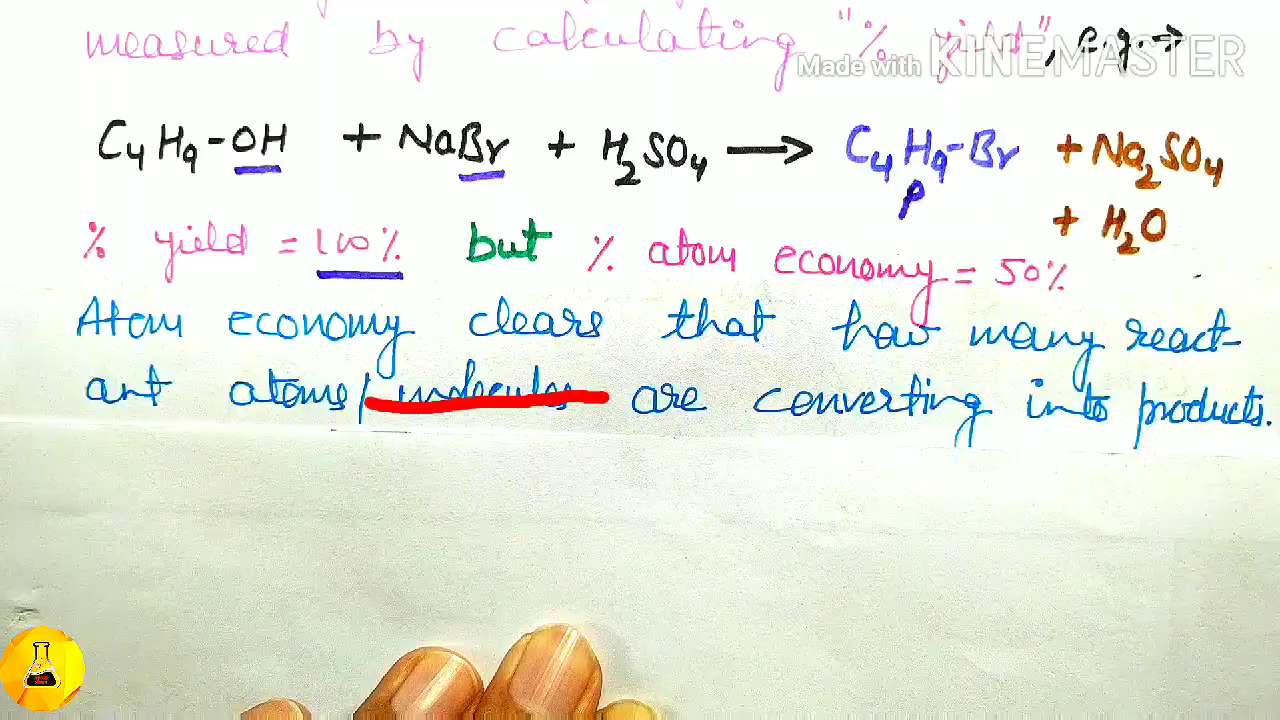 measured by calculating "% yield", e.g. →
Made with KINEMASTER
C₄H₉-OH + NaBr + H₂SO₄ ⟶ C₄H₉-Br + Na₂SO₄
P + H₂O
% yield = 100% but % atom economy = 50%
Atom economy clears that how many react-
ant atoms/molecules are converting into products.